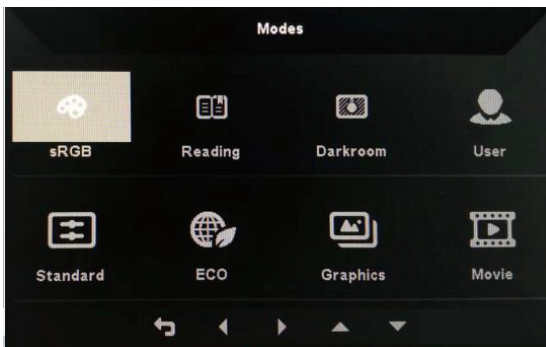 Modes
sRGB Reading Darkroom User
Standard ECO Graphics Movie